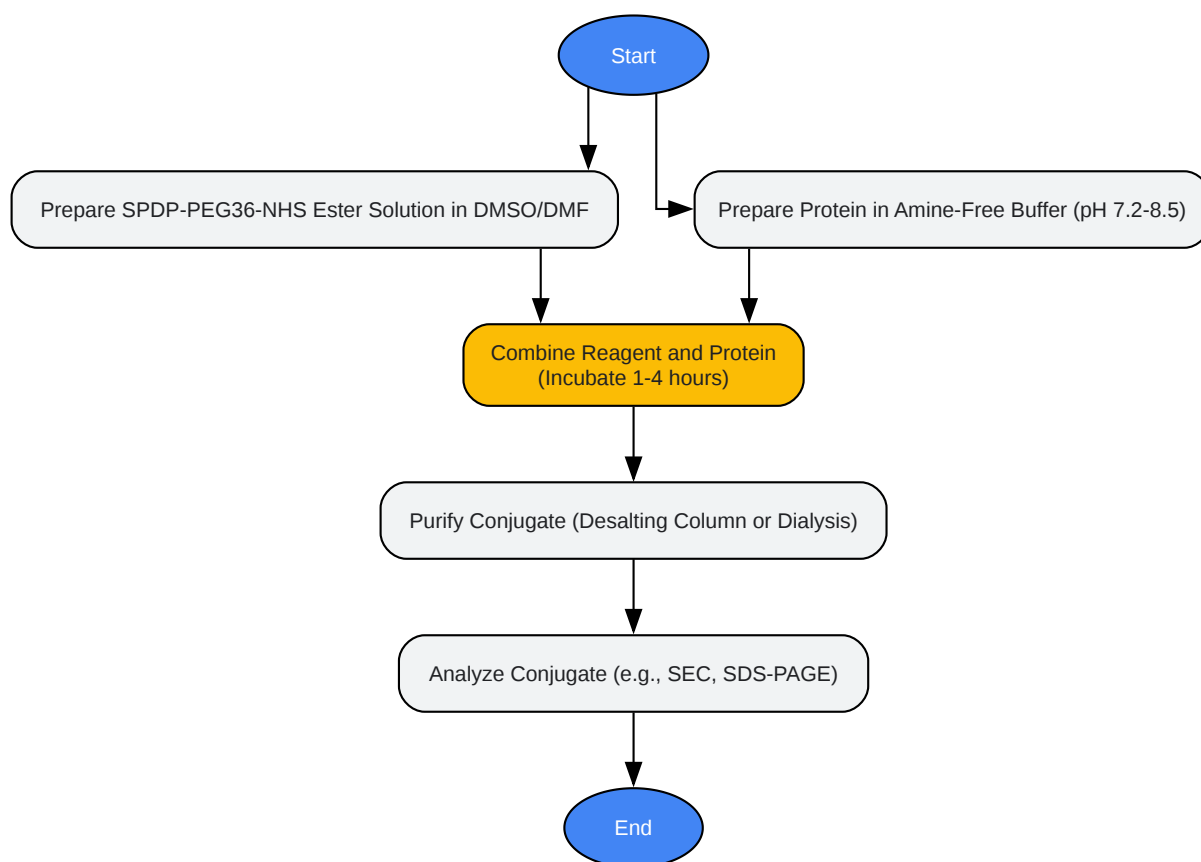 Start
Prepare SPDP-PEG36-NHS Ester Solution in DMSO/DMF
Prepare Protein in Amine-Free Buffer (pH 7.2-8.5)
Combine Reagent and Protein
(Incubate 1-4 hours)
Purify Conjugate (Desalting Column or Dialysis)
Analyze Conjugate (e.g., SEC, SDS-PAGE)
End